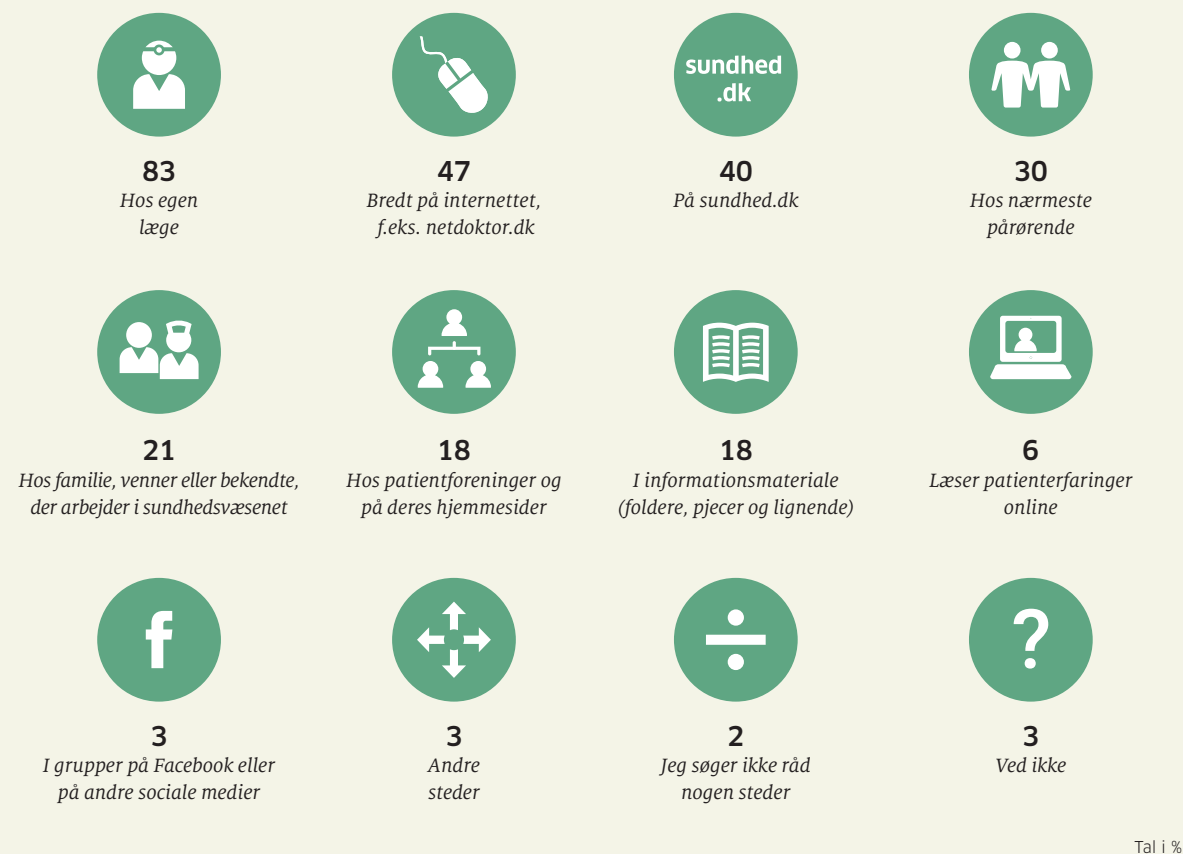 sundhed
.dk
83
Hos egen
læge
47
Bredt på internettet,
f.eks. netdoktor.dk
40
På sundhed.dk
30
Hos nærmeste
pårørende
21
Hos familie, venner eller bekendte,
der arbejder i sundhedsvæsenet
18
Hos patientforeninger og
på deres hjemmesider
18
I informationsmateriale
(foldere, pjecer og lignende)
6
Læser patienterfaringer
online
f
3
I grupper på Facebook eller
på andre sociale medier
3
Andre
steder
2
Jeg søger ikke råd
nogen steder
?
3
Ved ikke
Tal i %